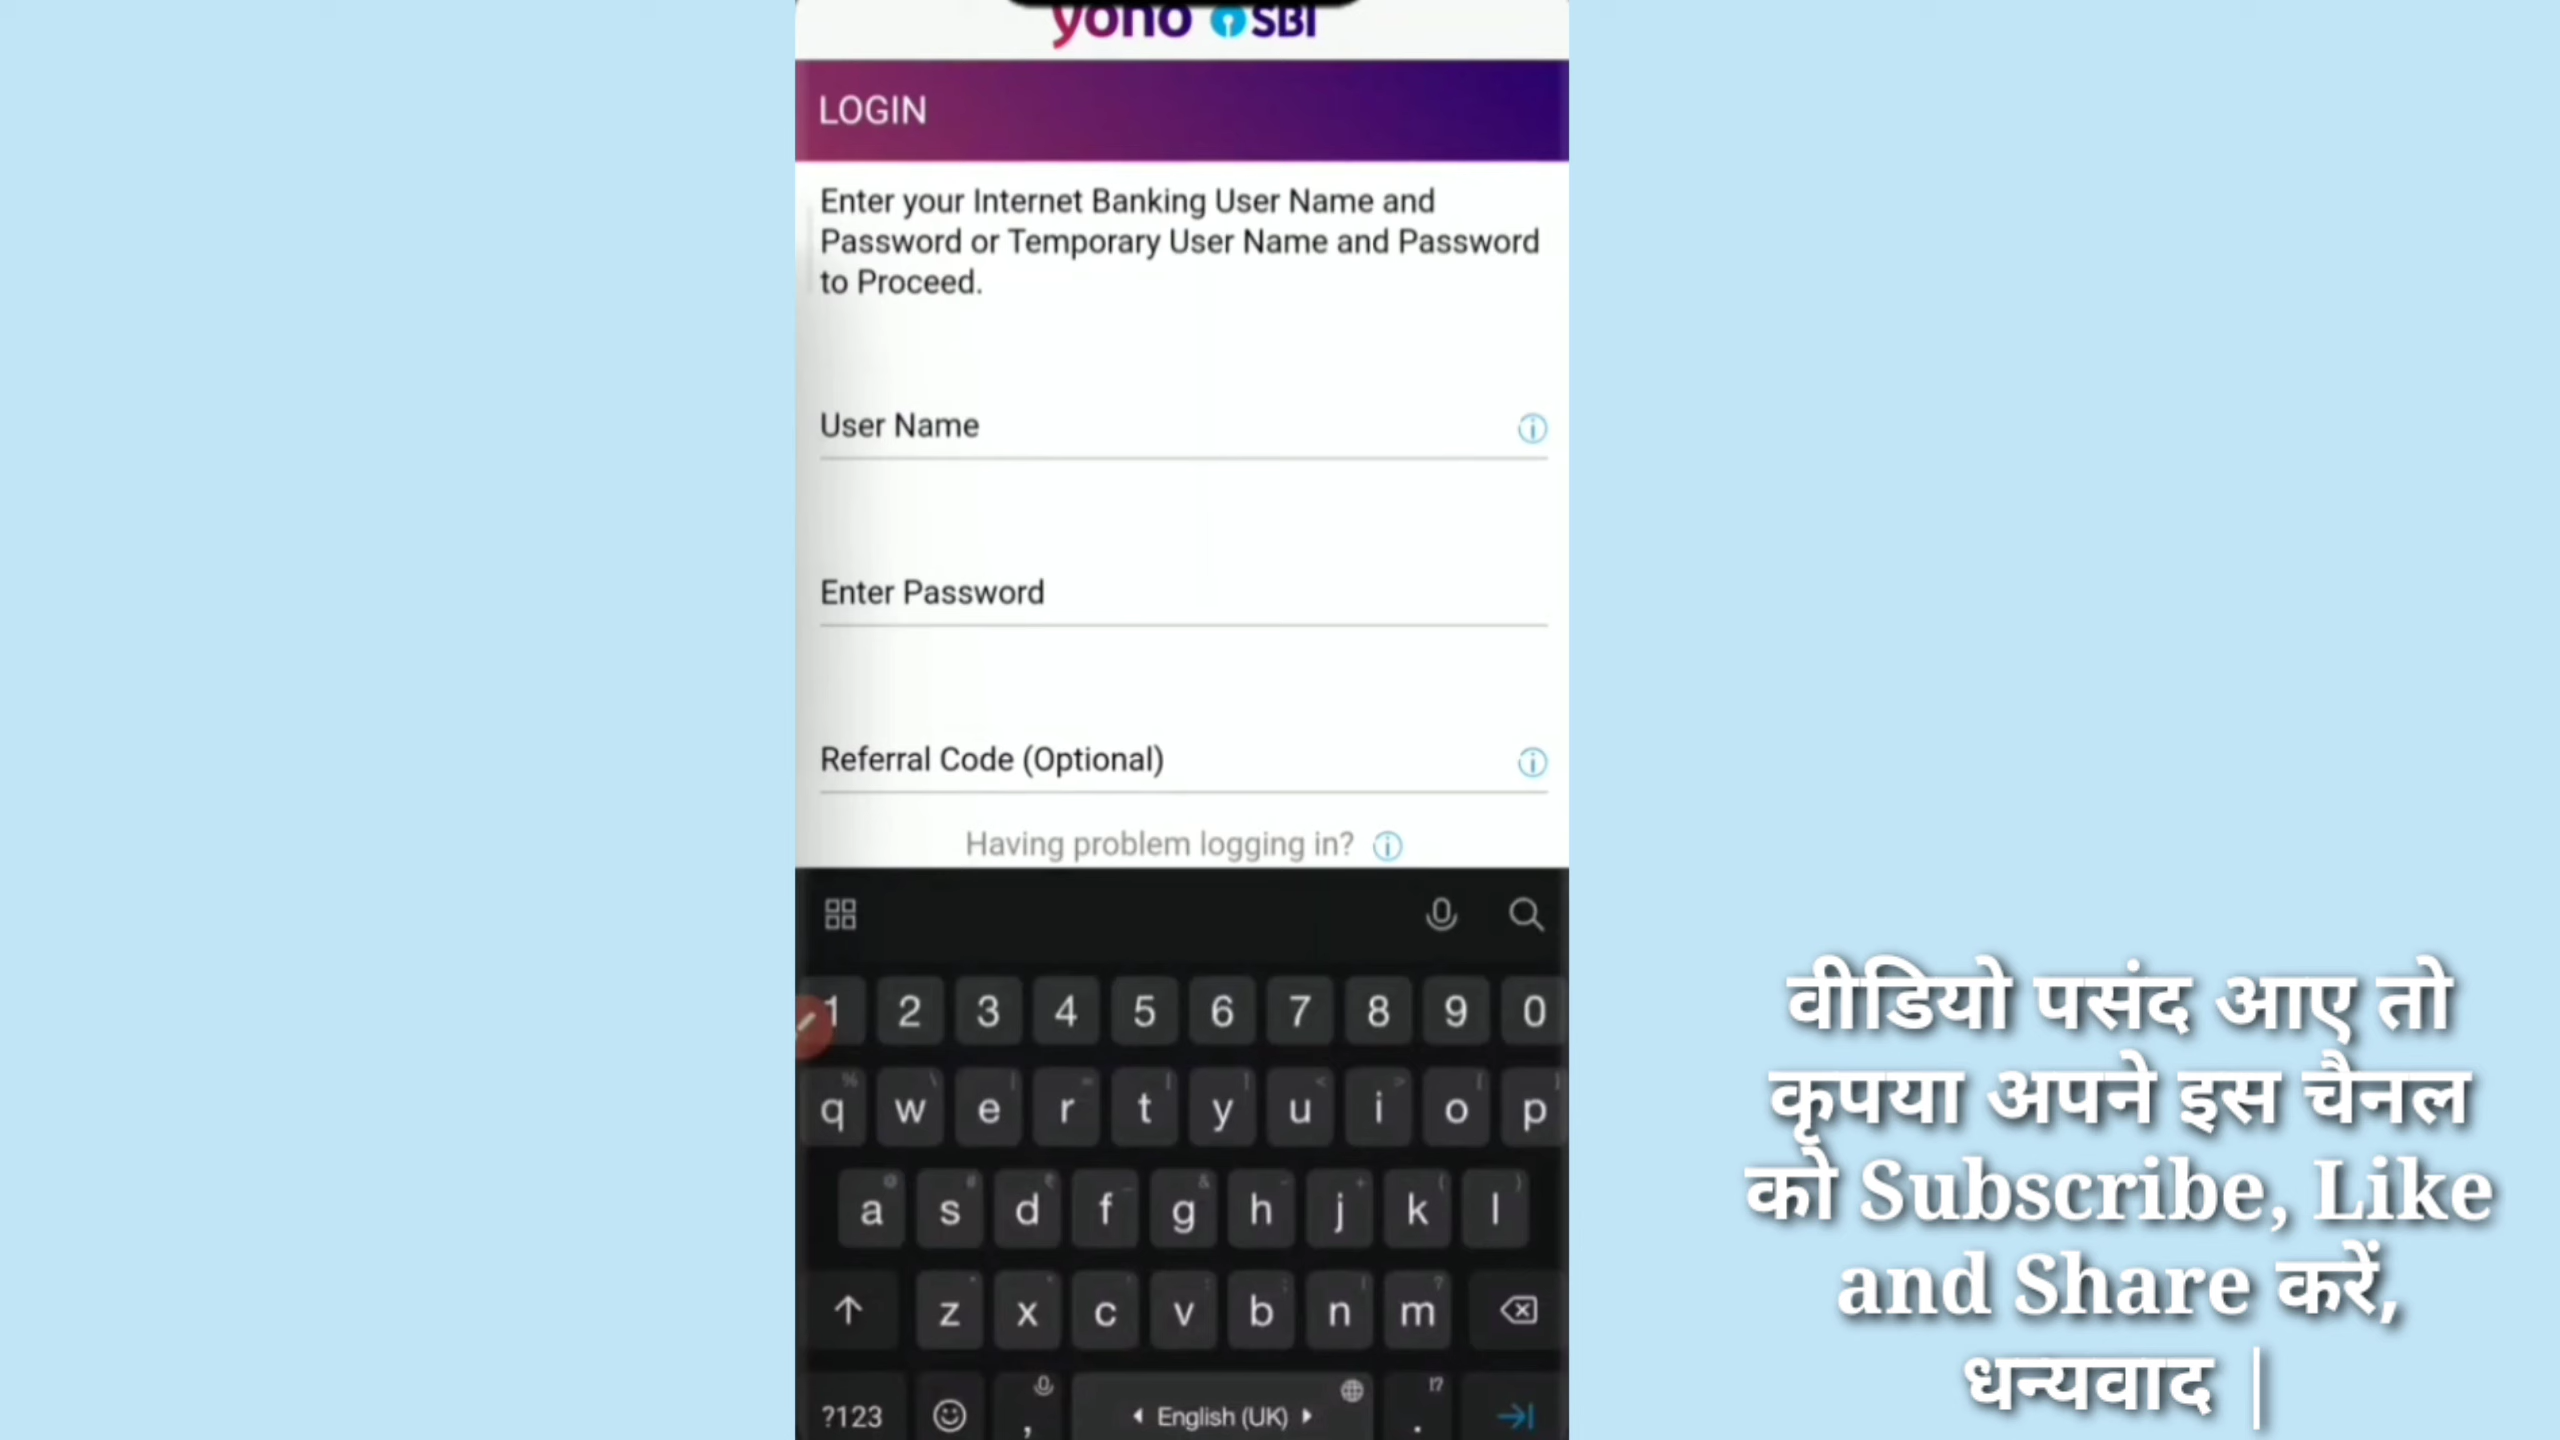 yono SBI
LOGIN
Enter your Internet Banking User Name and
Password or Temporary User Name and Password
to Proceed.
User Name
Enter Password
Referral Code (Optional)
Having problem logging in?
1 2 3 4 5 6 7 8 9 0
q w e r t y u i o p
a s d f g h j k l
z x c v b n m
?123 , English (UK) . !?
वीडियो पसंद आए तो
कृपया अपने इस चैनल
को Subscribe, Like
and Share करें,
धन्यवाद |